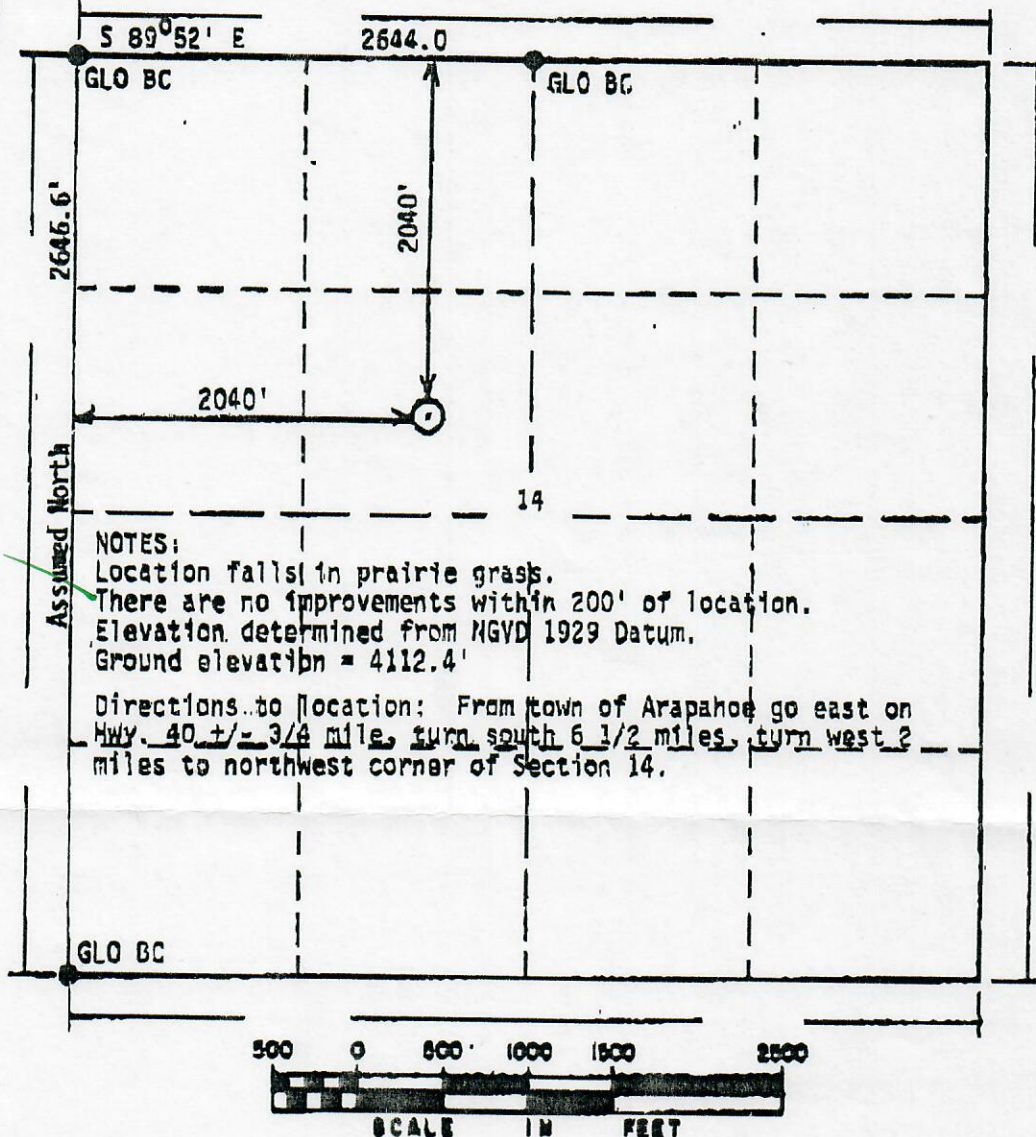 S 89°52' E 2644.0
GLO BC GLO BC
2646.6'
2040'
2040'
Assumed North
14
NOTES:
Location falls in prairie grass.
There are no improvements within 200' of location.
Elevation determined from NGVD 1929 Datum.
Ground elevation = 4112.4'
Directions to location: From town of Arapahoe go east on
Hwy. 40 +/- 3/4 mile, turn south 6 1/2 miles, turn west 2
miles to northwest corner of Section 14.
GLO BC
500 0 500' 1000 1500 2500
SCALE IN FEET